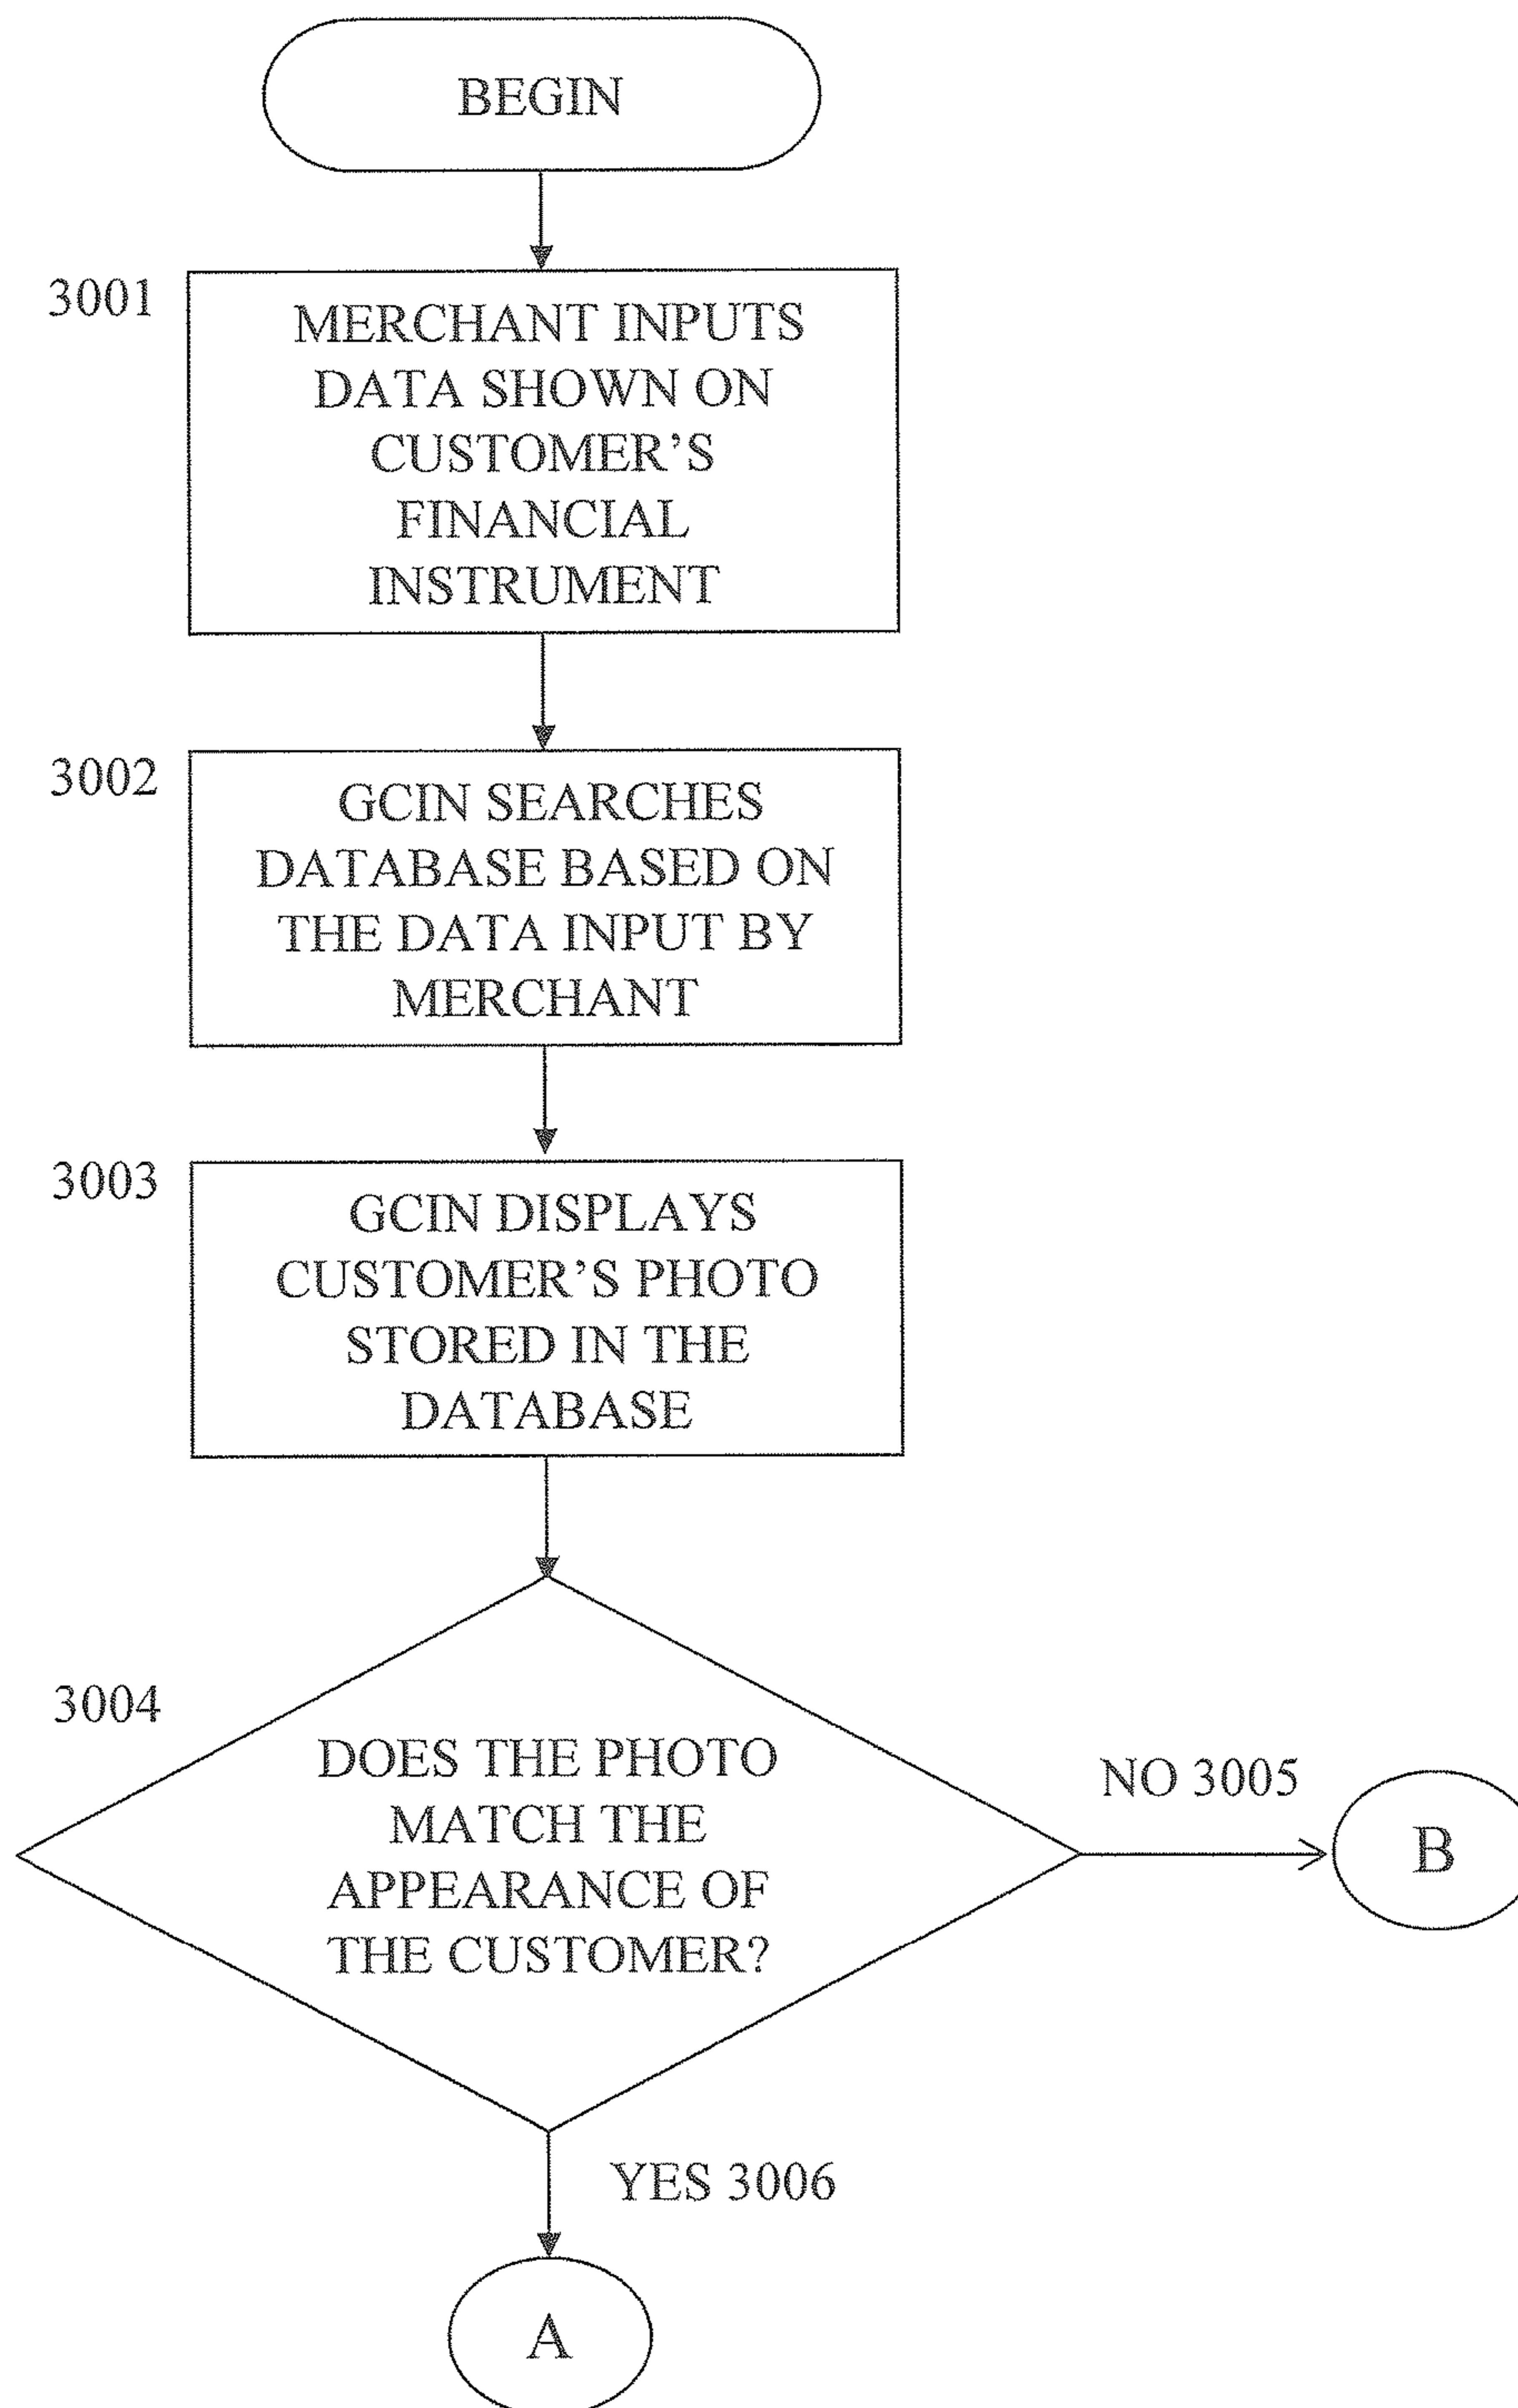 BEGIN
3001
MERCHANT INPUTS
DATA SHOWN ON
CUSTOMER’S
FINANCIAL
INSTRUMENT
3002
GCIN SEARCHES
DATABASE BASED ON
THE DATA INPUT BY
MERCHANT
3003
GCIN DISPLAYS
CUSTOMER’S PHOTO
STORED IN THE
DATABASE
3004
DOES THE PHOTO
MATCH THE
APPEARANCE OF
THE CUSTOMER?
NO 3005
B
YES 3006
A